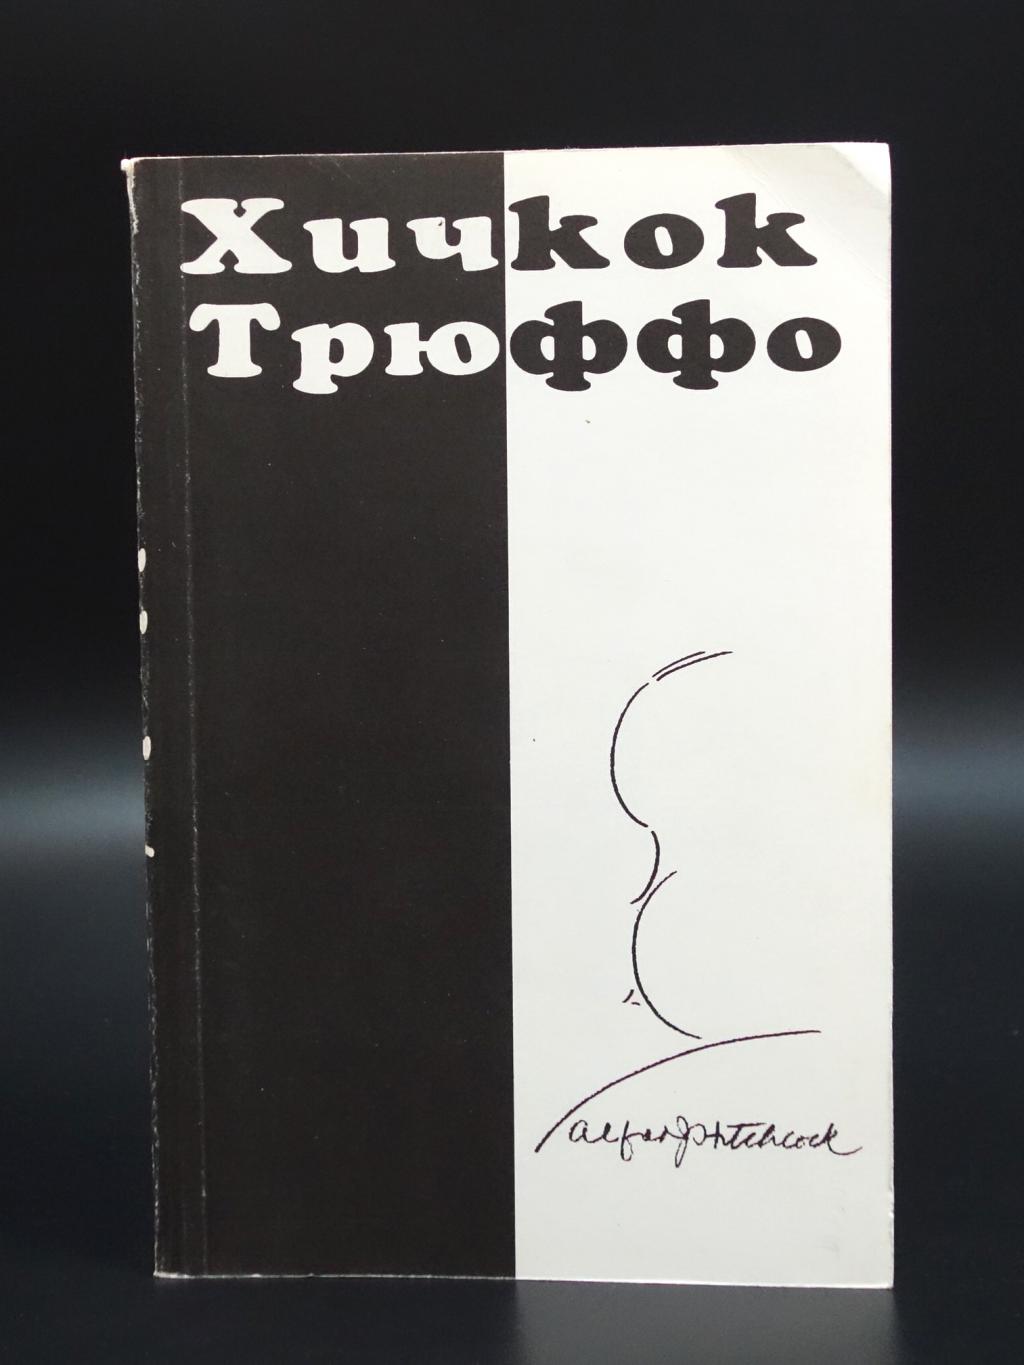 Хичкок
Трюффо
Alfred Hitchcock